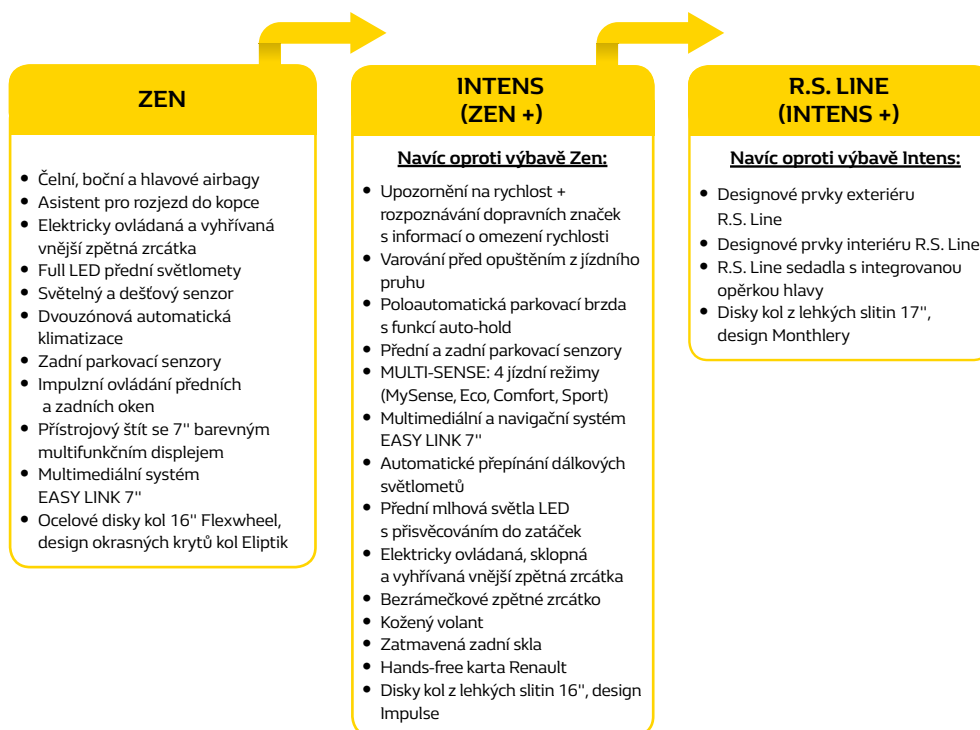 ZEN
• Čelní, boční a hlavové airbagy
• Asistent pro rozjezd do kopce
• Elektricky ovládaná a vyhřívaná
vnější zpětná zrcátka
• Full LED přední světlomety
• Světelný a dešťový senzor
• Dvouzónová automatická
klimatizace
• Zadní parkovací senzory
• Impulzní ovládání předních
a zadních oken
• Přístrojový štít se 7" barevným
multifunkčním displejem
• Multimediální systém
EASY LINK 7"
• Ocelové disky kol 16" Flexwheel,
design okrasných krytů kol Eliptik
INTENS
(ZEN +)
Navíc oproti výbavě Zen:
• Upozornění na rychlost +
rozpoznávání dopravních značek
s informací o omezení rychlosti
• Varování před opuštěním z jízdního
pruhu
• Poloautomatická parkovací brzda
s funkcí auto-hold
• Přední a zadní parkovací senzory
• MULTI-SENSE: 4 jízdní režimy
(MySense, Eco, Comfort, Sport)
• Multimediální a navigační systém
EASY LINK 7"
• Automatické přepínání dálkových
světlometů
• Přední mlhová světla LED
s přisvěcováním do zatáček
• Elektricky ovládaná, sklopná
a vyhřívaná vnější zpětná zrcátka
• Bezrámečkové zpětné zrcátko
• Kožený volant
• Zatmavená zadní skla
• Hands-free karta Renault
• Disky kol z lehkých slitin 16", design
Impulse
R.S. LINE
(INTENS +)
Navíc oproti výbavě Intens:
• Designové prvky exteriéru
R.S. Line
• Designové prvky interiéru R.S. Line
• R.S. Line sedadla s integrovanou
opěrkou hlavy
• Disky kol z lehkých slitin 17",
design Monthlery